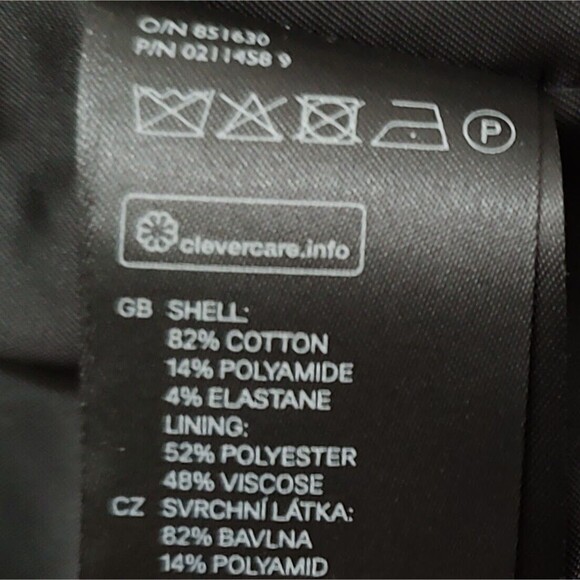 O/N 851630
P/N 0211458 9
P
clevercare.info
GB SHELL:
82% COTTON
14% POLYAMIDE
4% ELASTANE
LINING:
52% POLYESTER
48% VISCOSE
CZ SVRCHNÍ LÁTKA:
82% BAVLNA
14% POLYAMID